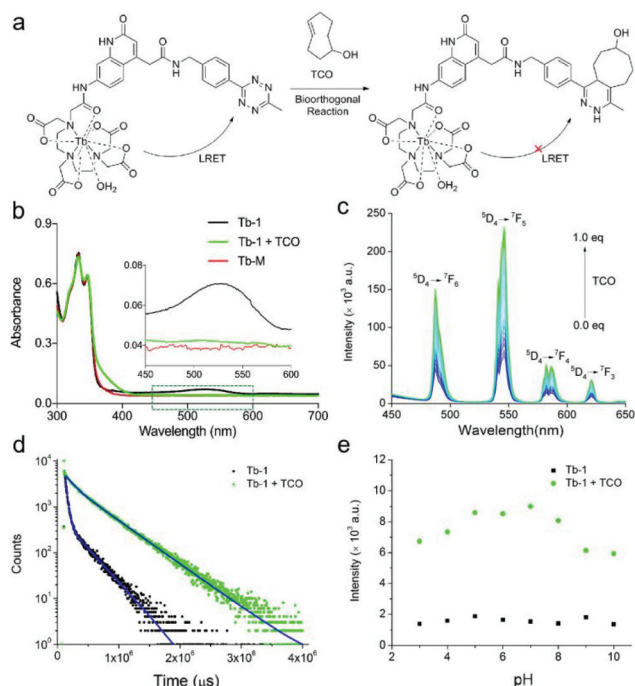 a
O
HN
O
N
H
N
N
N
N
OH
TCO
Bioorthogonal
Reaction
OH
O
HN
O
N
H
N
N
H
HN
O
O
O
O
N
N
Tb
N
N
O
O
O
OH₂
LRET
HN
O
O
O
O
N
N
Tb
N
N
O
O
O
OH₂
LRET
b
Absorbance
0.9
0.6
0.3
0.0
300 400 500 600 700
Wavelength (nm)
Tb-1
Tb-1 + TCO
Tb-M
0.08
0.06
0.04
450 500 550 600
c
Intensity (× 10³ a.u.)
250
200
150
100
50
0
450 500 550 600 650
Wavelength(nm)
⁵D₄→⁷F₆
⁵D₄→⁷F₅
⁵D₄→⁷F₄
⁵D₄→⁷F₃
1.0 eq
TCO
0.0 eq
d
Counts
10⁴
10³
10²
10¹
10⁰
0 1x10⁶ 2x10⁶ 3x10⁶ 4x10⁶
Time (μs)
Tb-1
Tb-1 + TCO
e
Intensity (× 10³ a.u.)
12
10
8
6
4
2
0
2 4 6 8 10
pH
Tb-1
Tb-1 + TCO